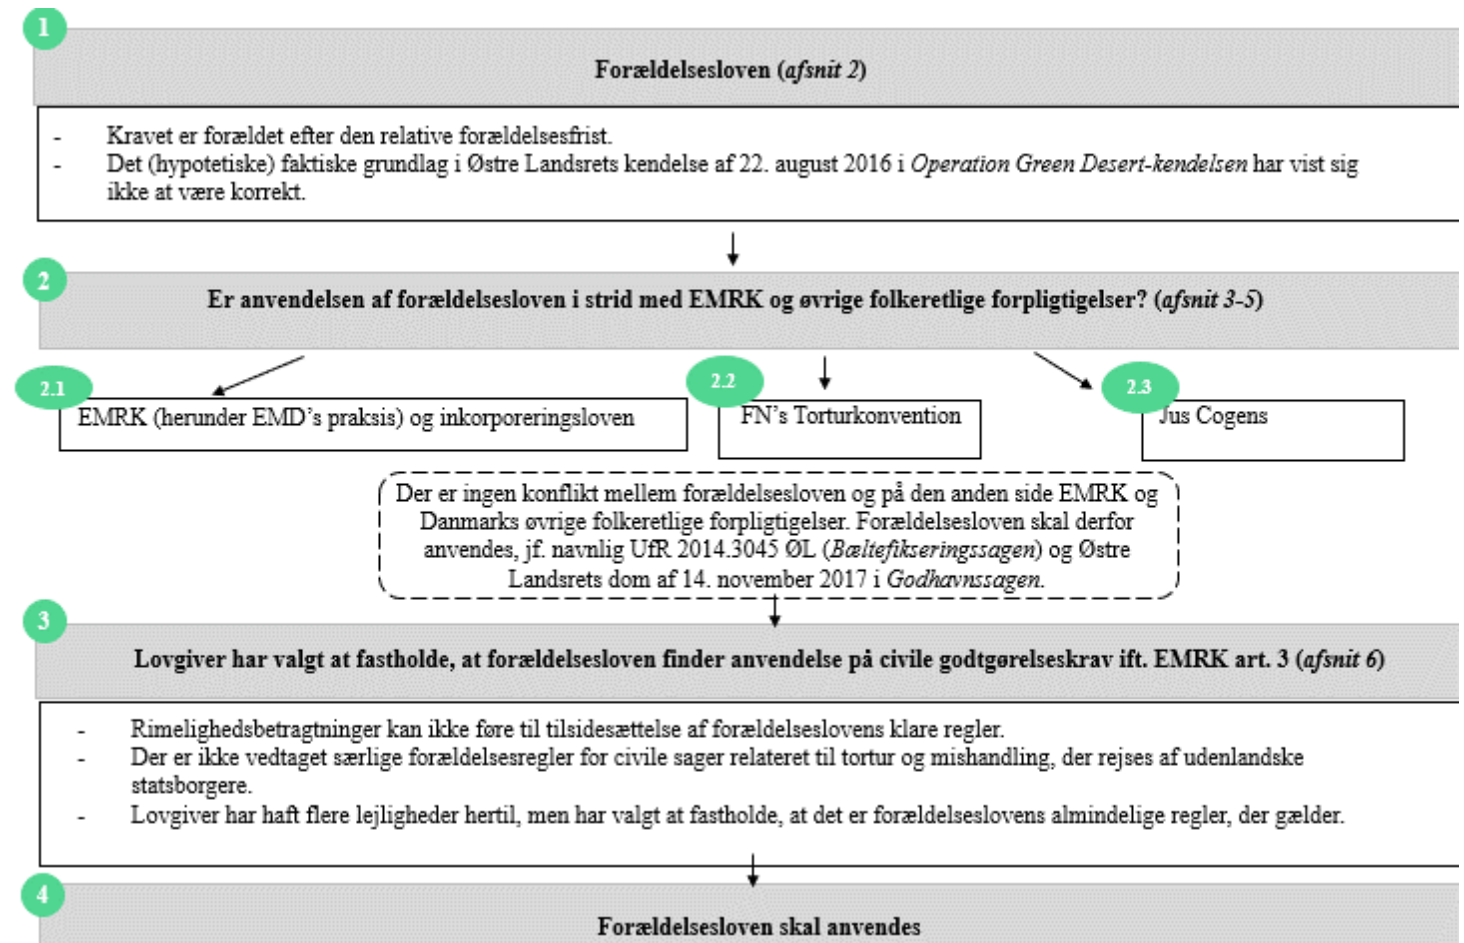 1
Forældelsesloven (afsnit 2)
- Kravet er forældet efter den relative forældelsesfrist.
- Det (hypotetiske) faktiske grundlag i Østre Landsrets kendelse af 22. august 2016 i Operation Green Desert-kendelsen har vist sig
ikke at være korrekt.
2
Er anvendelsen af forældelsesloven i strid med EMRK og øvrige folkeretlige forpligtigelser? (afsnit 3-5)
2.1
EMRK (herunder EMD’s praksis) og inkorporeringsloven
2.2
FN’s Torturkonvention
2.3
Jus Cogens
Der er ingen konflikt mellem forældelsesloven og på den anden side EMRK og
Danmarks øvrige folkeretlige forpligtigelser. Forældelsesloven skal derfor
anvendes, jf. navnlig UfR 2014.3045 ØL (Bæltefikseringssagen) og Østre
Landsrets dom af 14. november 2017 i Godhavnssagen.
3
Lovgiver har valgt at fastholde, at forældelsesloven finder anvendelse på civile godtgørelseskrav ift. EMRK art. 3 (afsnit 6)
- Rimelighedsbetragtninger kan ikke føre til tilsidesættelse af forældelseslovens klare regler.
- Der er ikke vedtaget særlige forældelsesregler for civile sager relateret til tortur og mishandling, der rejses af udenlandske
statsborgere.
- Lovgiver har haft flere lejligheder hertil, men har valgt at fastholde, at det er forældelseslovens almindelige regler, der gælder.
4
Forældelsesloven skal anvendes